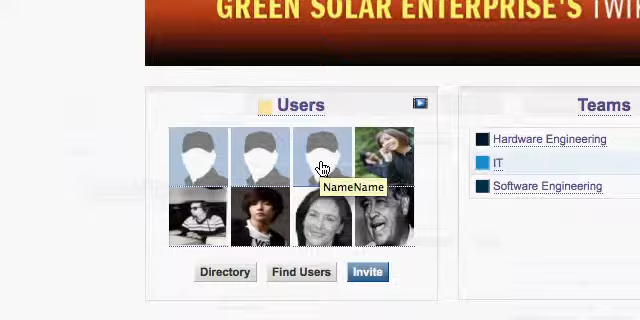 GREEN SOLAR ENTERPRISE'S
Users
NameName
Directory
Find Users
Invite
Teams
Hardware Engineering
IT
Software Engineering